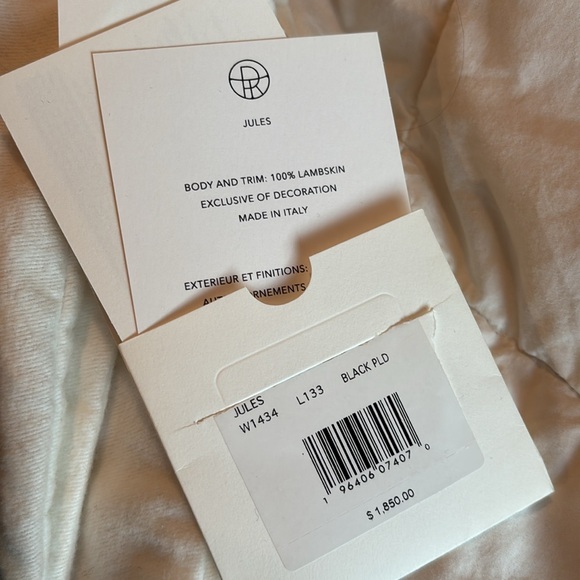 JULES
BODY AND TRIM: 100% LAMBSKIN
EXCLUSIVE OF DECORATION
MADE IN ITALY
EXTERIEUR ET FINITIONS:
JULES
W1434 L133 BLACK PLD
1 96406 07407 0
$1,850.00